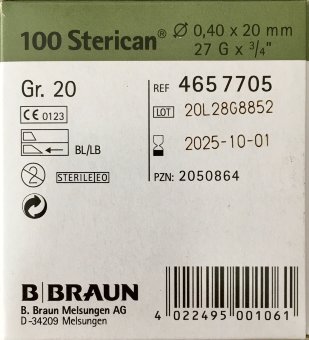 100 Sterican® Ø 0,40 x 20 mm
27 G x ¾"
Gr. 20
REF 4657705
CE 0123
LOT 20L28G8852
BL/LB
2025-10-01
2
STERILE EO
PZN: 2050864
B|BRAUN
B. Braun Melsungen AG
D-34209 Melsungen
4 022495 001061